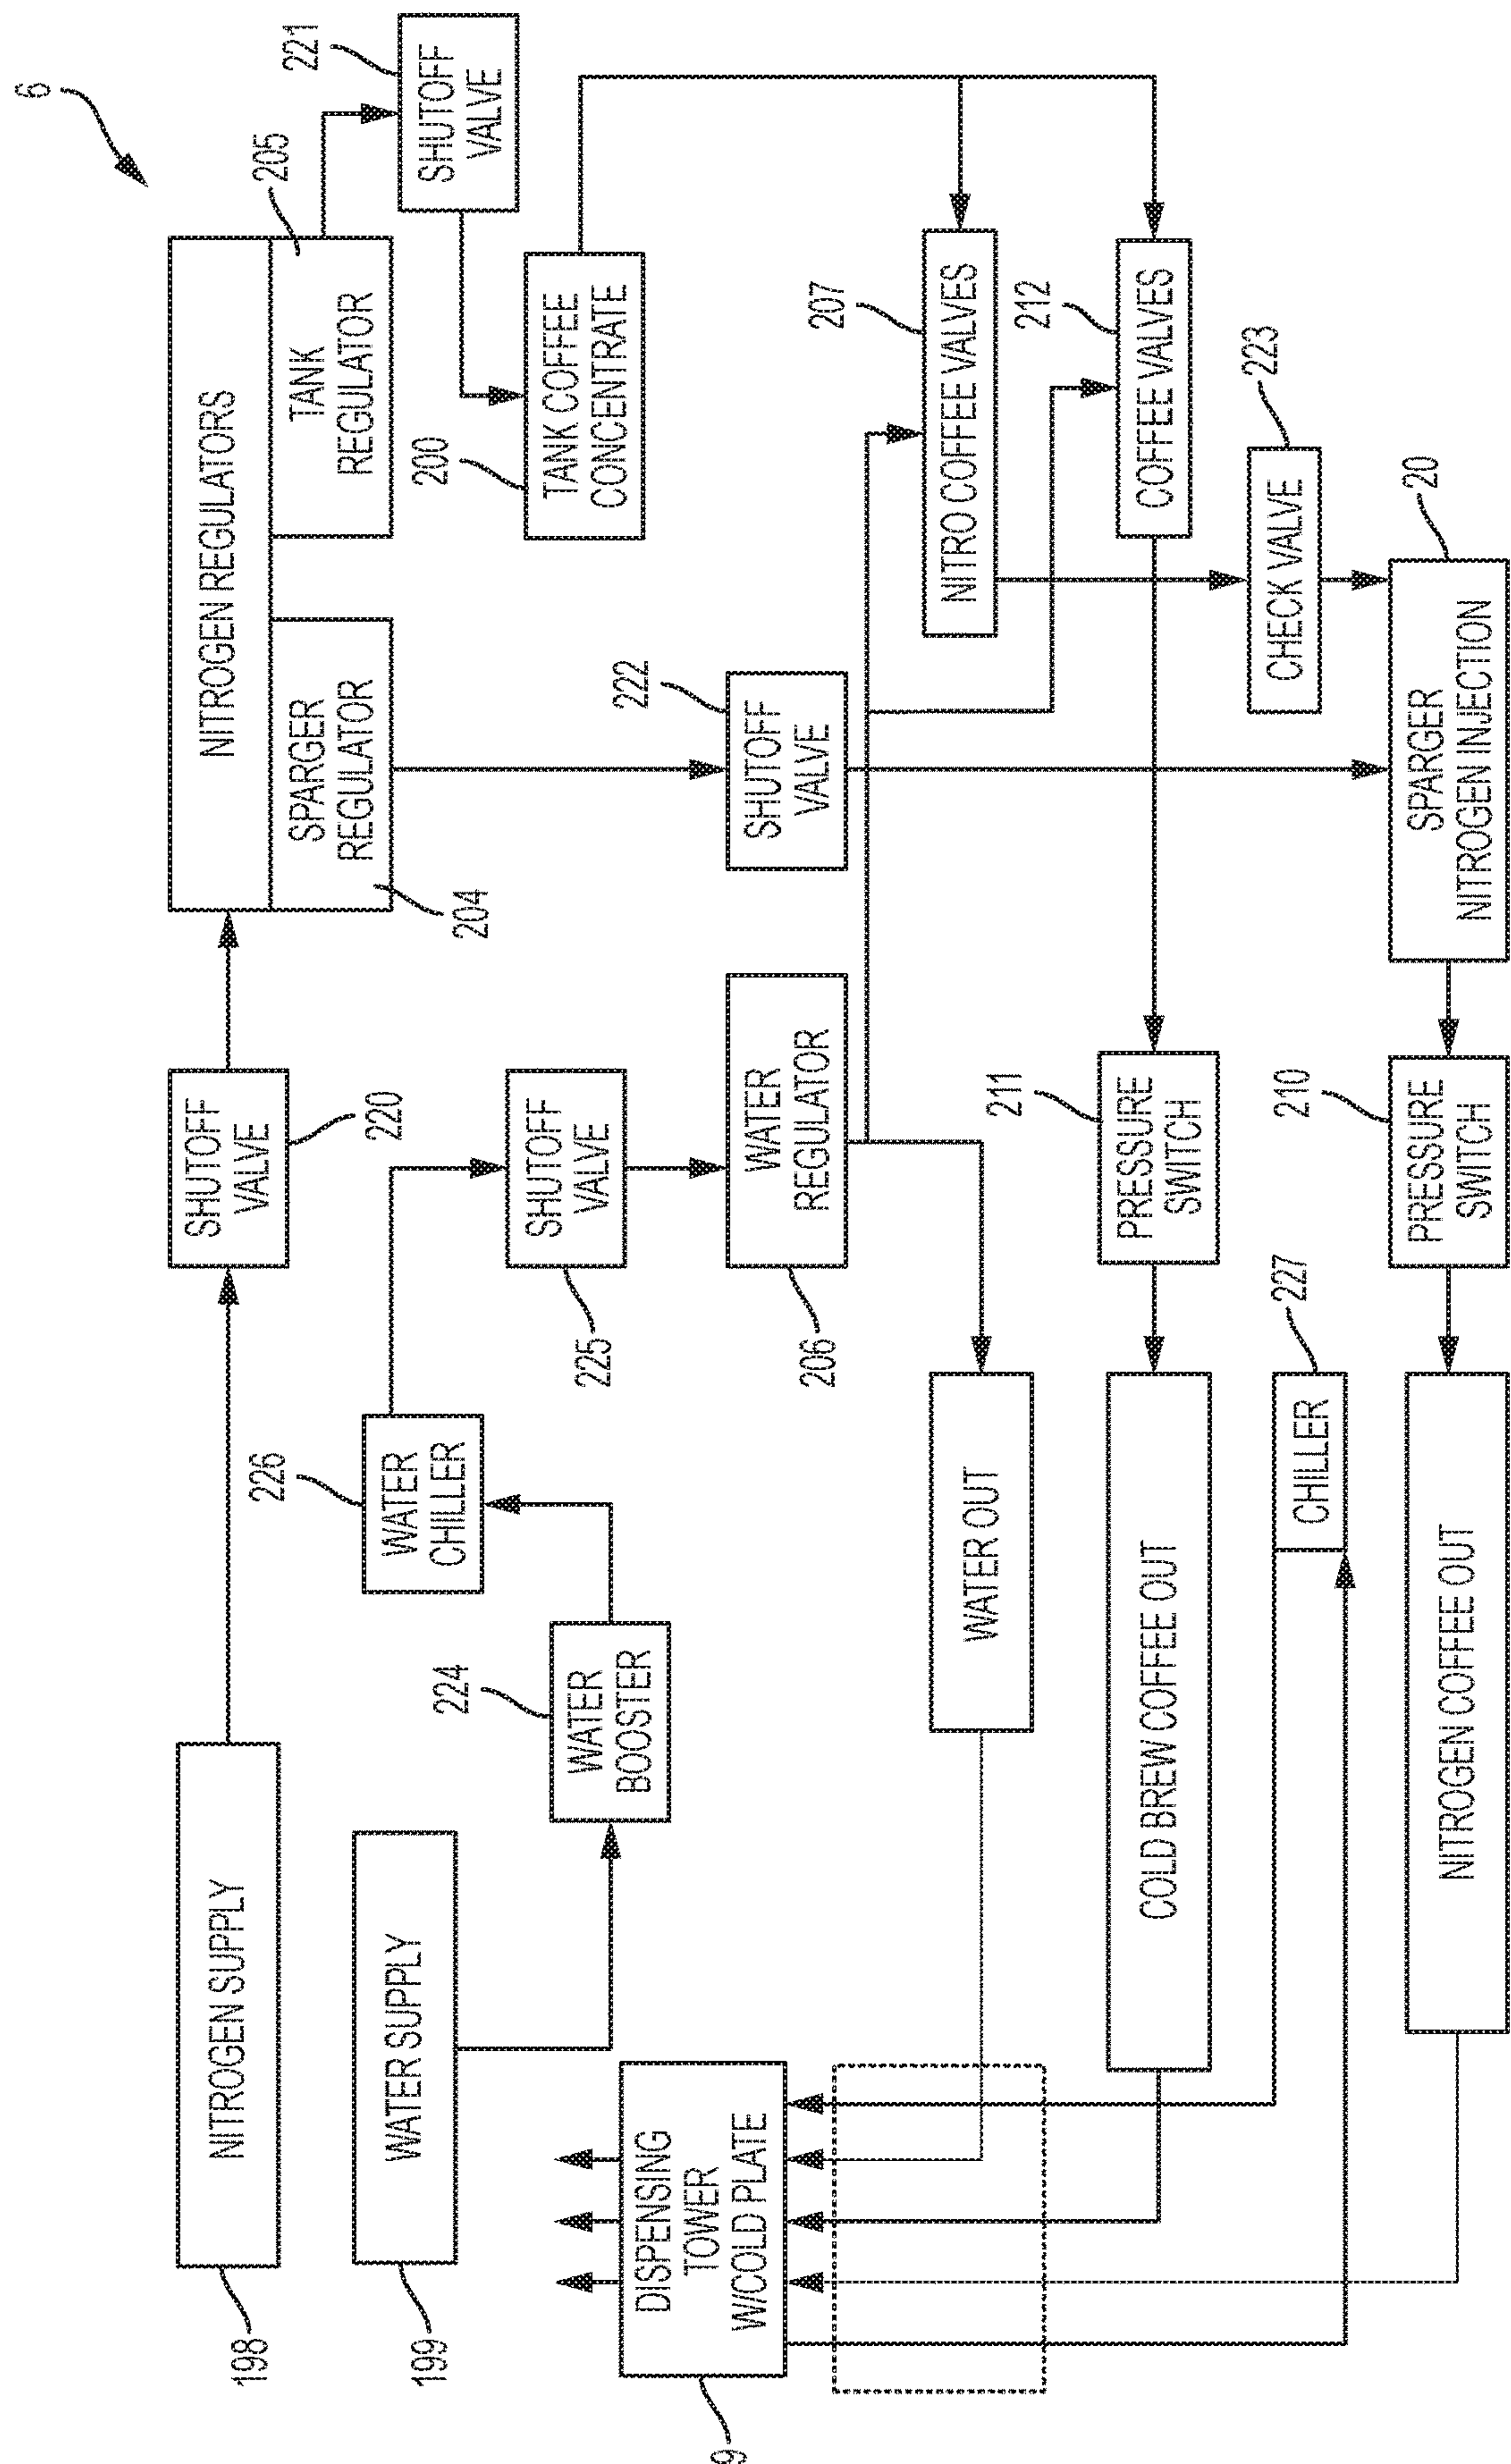 6
NITROGEN SUPPLY
198
SHUTOFF
VALVE
220
NITROGEN REGULATORS
SPARGER
REGULATOR
204
TANK
REGULATOR
205
SHUTOFF
VALVE
221
WATER SUPPLY
199
WATER
BOOSTER
224
WATER
CHILLER
226
SHUTOFF
VALVE
225
WATER
REGULATOR
206
SHUTOFF
VALVE
222
TANK COFFEE
CONCENTRATE
200
NITRO COFFEE VALVES
207
COFFEE VALVES
212
CHECK VALVE
223
SPARGER
NITROGEN INJECTION
20
PRESSURE
SWITCH
211
PRESSURE
SWITCH
210
WATER OUT
COLD BREW COFFEE OUT
CHILLER
227
NITROGEN COFFEE OUT
DISPENSING
TOWER
W/COLD PLATE
9